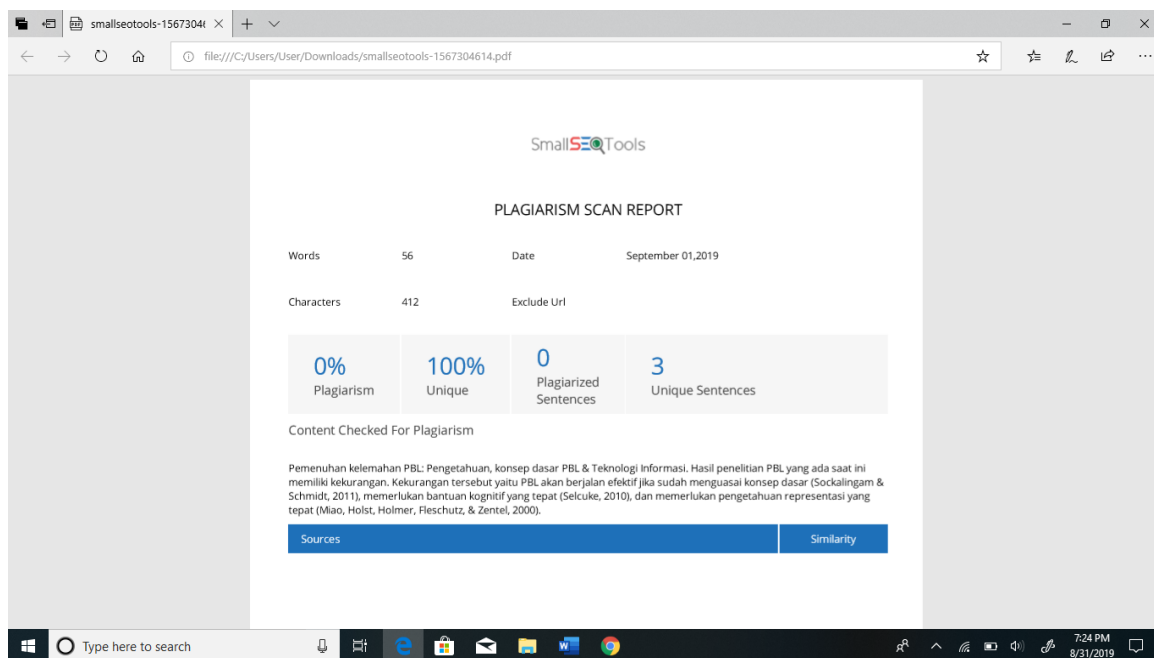 smallseotools-1567304
file:///C:/Users/User/Downloads/smallseotools-1567304614.pdf
SmallSEOTools
PLAGIARISM SCAN REPORT
Words 56 Date September 01,2019
Characters 412 Exclude Url
0% 100% 0 3
Plagiarism Unique Plagiarized Sentences Unique Sentences
Content Checked For Plagiarism
Pemenuhan kelemahan PBL: Pengetahuan, konsep dasar PBL & Teknologi Informasi. Hasil penelitian PBL yang ada saat ini
memiliki kekurangan. Kekurangan tersebut yaitu PBL akan berjalan efektif jika sudah menguasai konsep dasar (Sockalingam &
Schmidt, 2011), memerlukan bantuan kognitif yang tepat (Selcuke, 2010), dan memerlukan pengetahuan representasi yang
tepat (Miao, Holst, Holmer, Fleschutz, & Zentel, 2000).
Sources Similarity
Type here to search
7:24 PM
8/31/2019